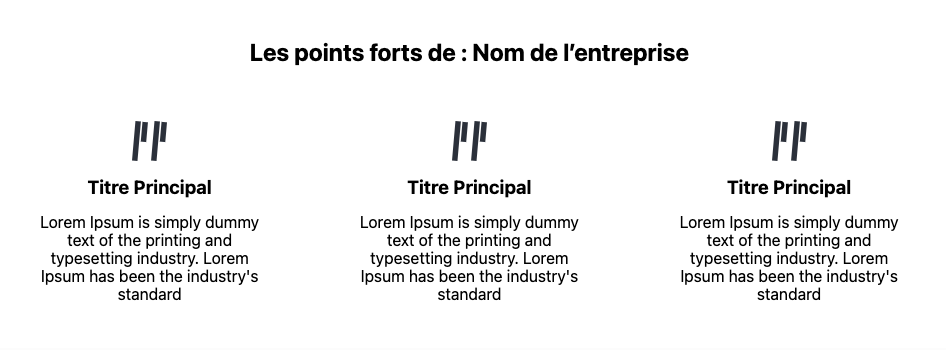 Les points forts de : Nom de l’entreprise
Titre Principal
Lorem Ipsum is simply dummy
text of the printing and
typesetting industry. Lorem
Ipsum has been the industry's
standard
Titre Principal
Lorem Ipsum is simply dummy
text of the printing and
typesetting industry. Lorem
Ipsum has been the industry's
standard
Titre Principal
Lorem Ipsum is simply dummy
text of the printing and
typesetting industry. Lorem
Ipsum has been the industry's
standard